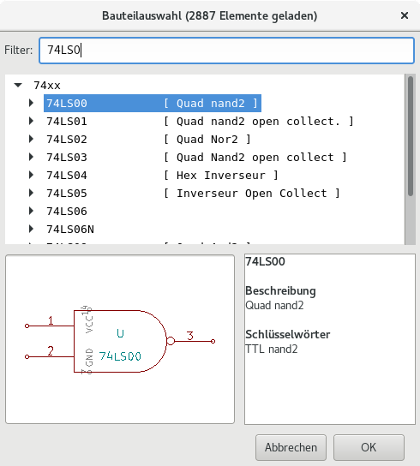 Bauteilauswahl (2887 Elemente geladen)
Filter: 74LS0
74xx
74LS00 [ Quad nand2 ]
74LS01 [ Quad nand2 open collect. ]
74LS02 [ Quad Nor2 ]
74LS03 [ Quad Nand2 open collect ]
74LS04 [ Hex Inverseur ]
74LS05 [ Inverseur Open Collect ]
74LS06
74LS06N
74LS00
Beschreibung
Quad nand2
Schlüsselwörter
TTL nand2
14
VCC
1
U
3
2
74LS00
GND
7
Abbrechen
OK